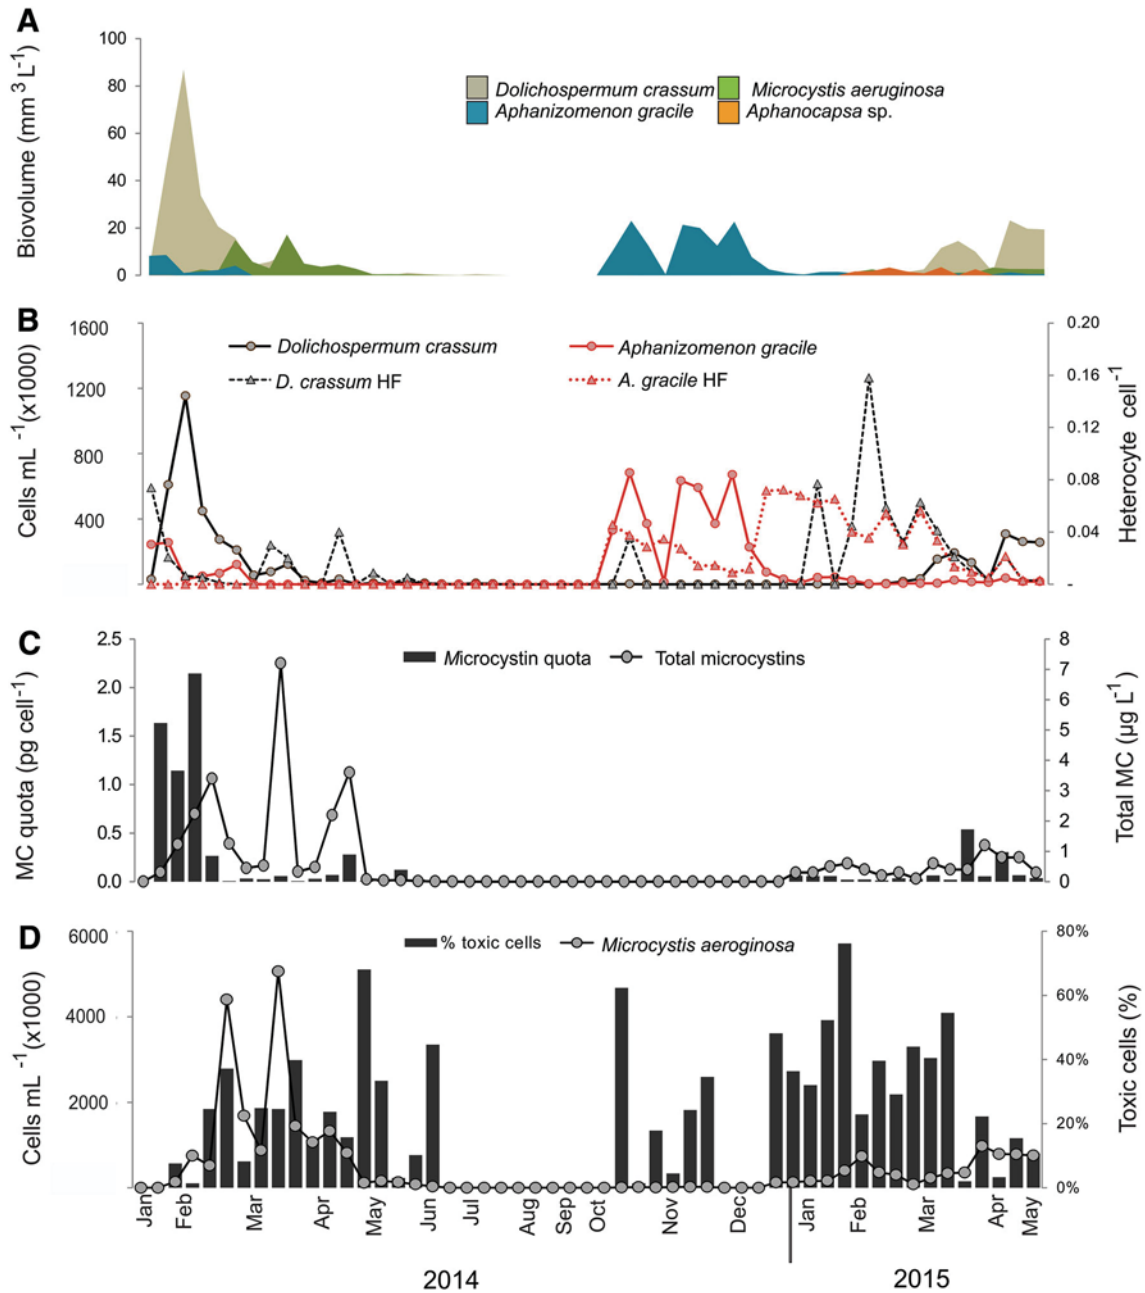 A
Biovolume (mm 3 L-1)
100
80
60
40
20
0
Dolichospermum crassum
Microcystis aeruginosa
Aphanizomenon gracile
Aphanocapsa sp.
B
Cells mL -1 (x1000)
1600
1200
800
400
Dolichospermum crassum
Aphanizomenon gracile
D. crassum HF
A. gracile HF
0.20
0.16
0.12
0.08
0.04
-
Heterocyte cell-1
C
MC quota (pg cell-1)
2.5
2.0
1.5
1.0
0.5
0.0
Microcystin quota
Total microcystins
8
7
6
5
4
3
2
1
0
Total MC (µg L-1)
D
Cells mL -1 (x1000)
6000
4000
2000
% toxic cells
Microcystis aeroginosa
80%
60%
40%
20%
0%
Toxic cells (%)
Jan
Feb
Mar
Apr
May
Jun
Jul
Aug
Sep
Oct
Nov
Dec
Jan
Feb
Mar
Apr
May
2014
2015